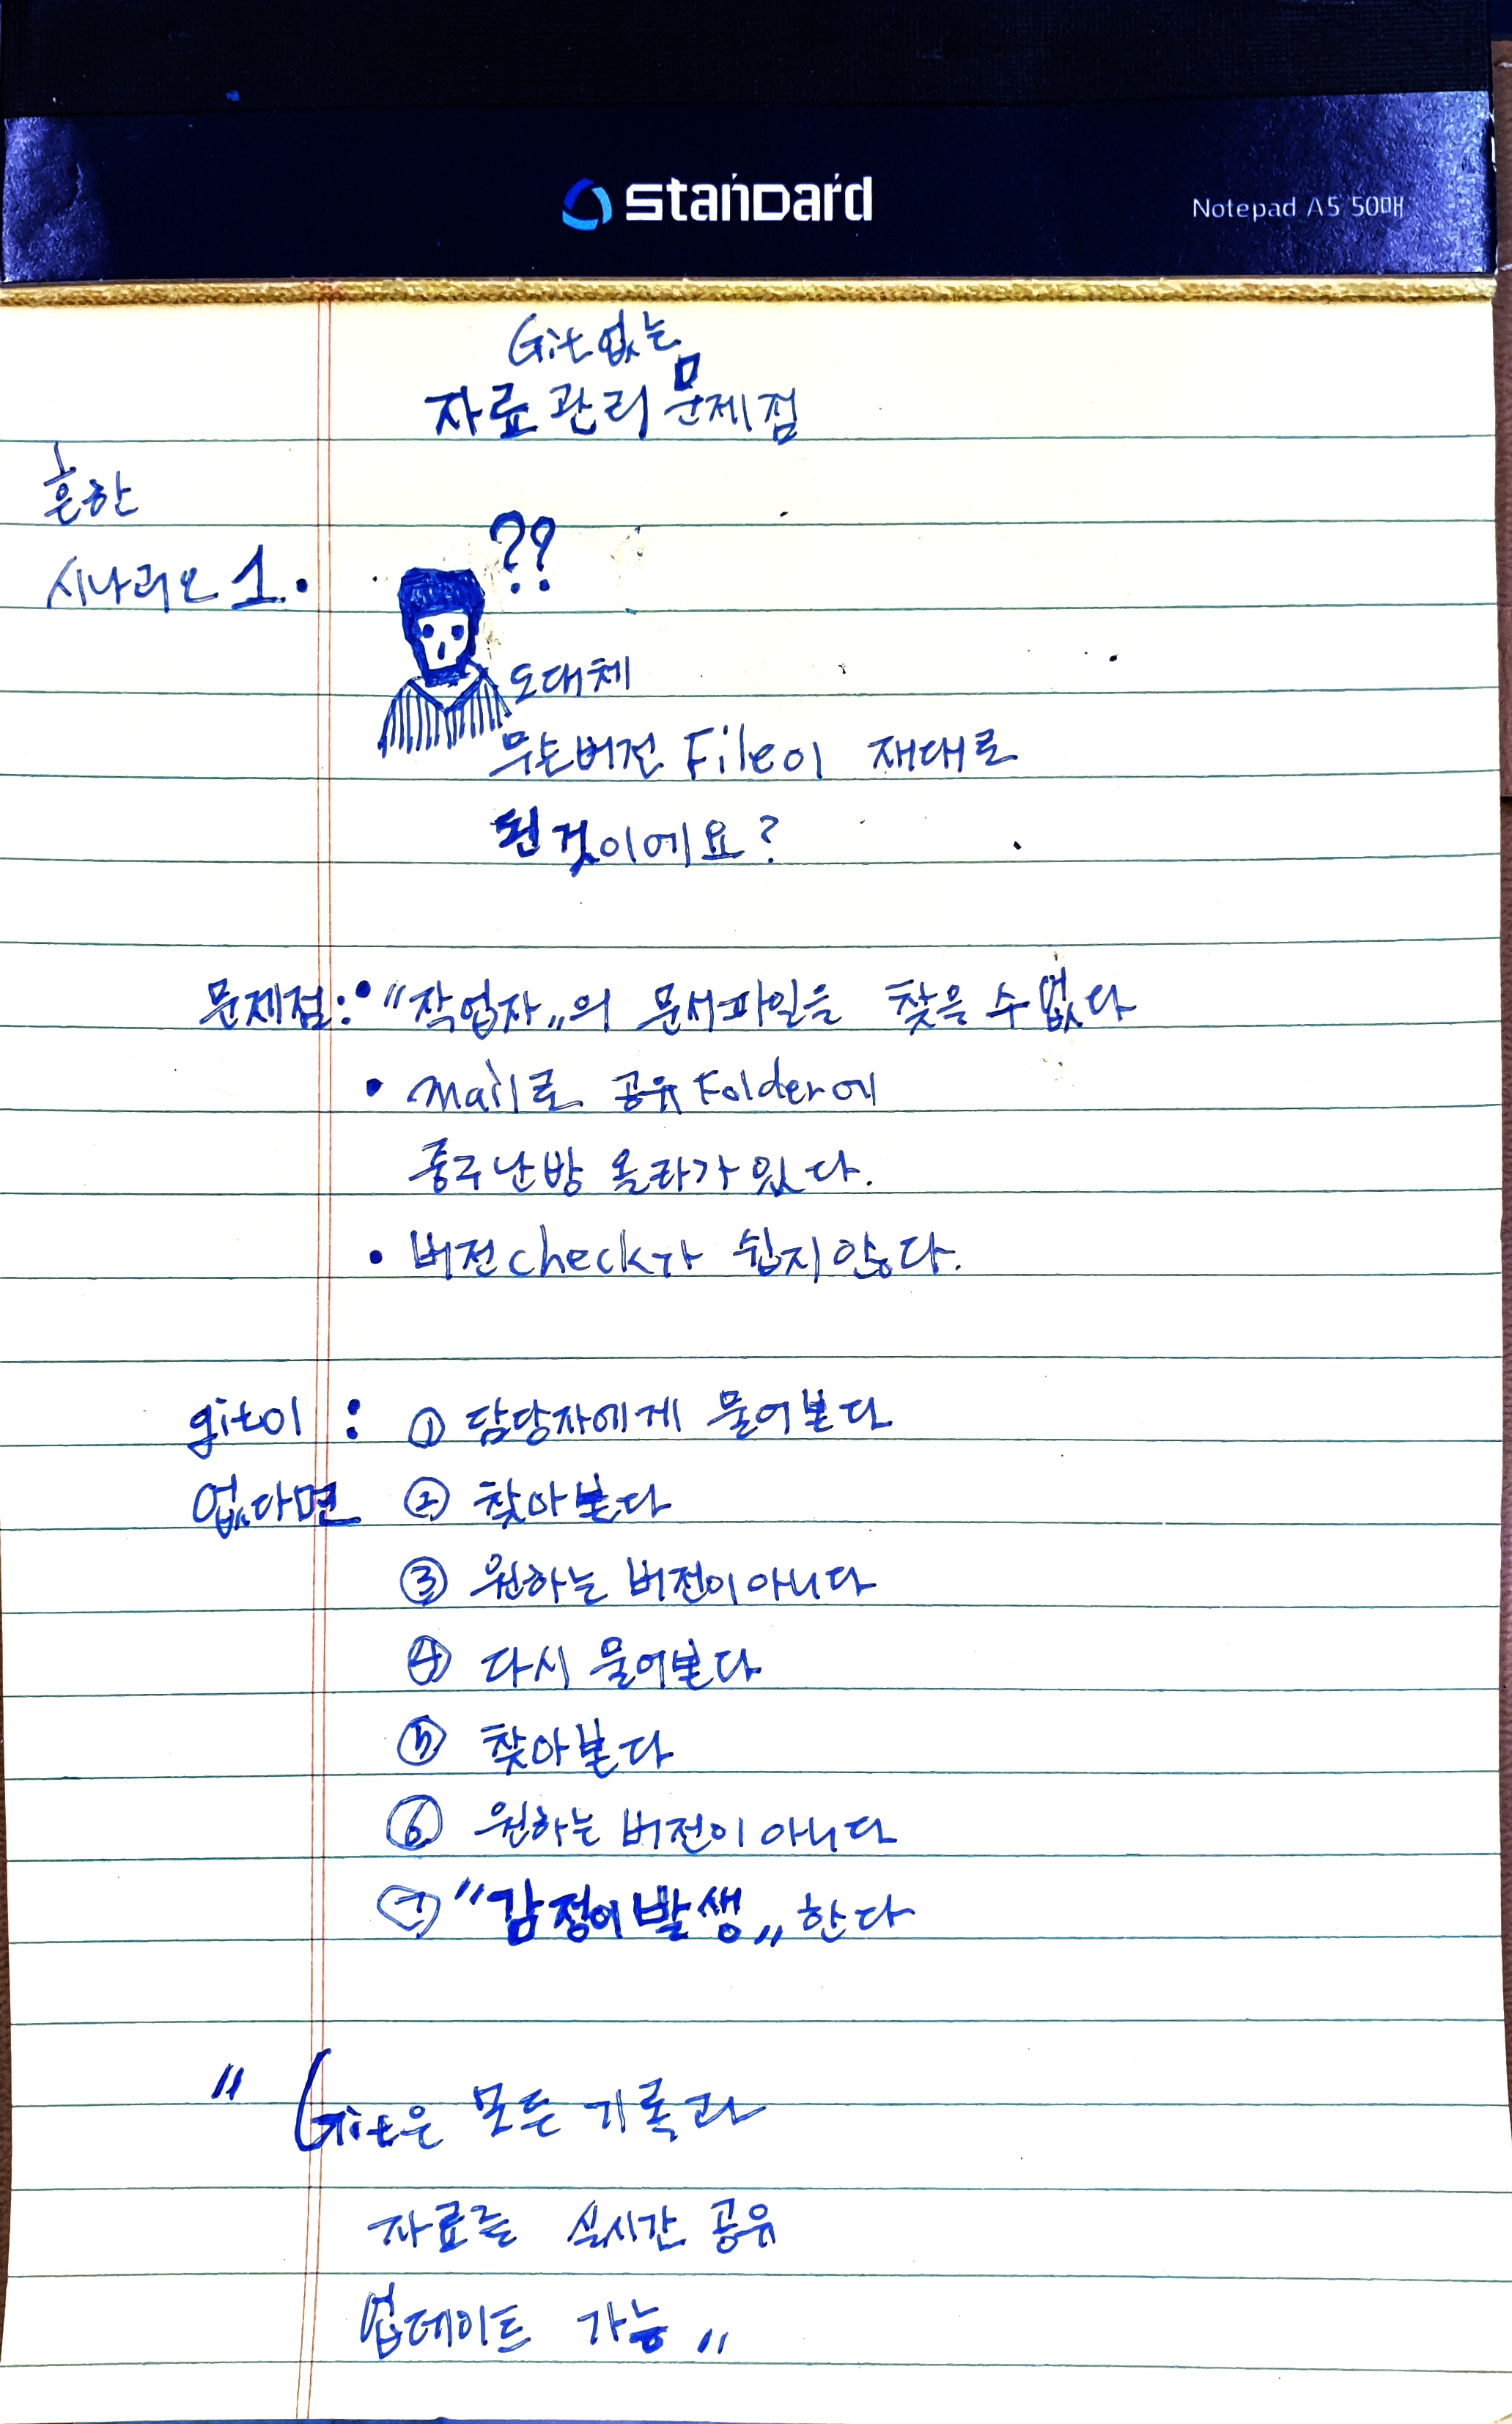 standard
Notepad A5 50매
Git 없는
자료관리 문제점
흔한
시나리오 1.
??
도대체
무슨버전 File이 재대로
된것이에요?
문제점: • "작업자"의 문서파일을 찾을 수 없다
• mail로 공유 Folder에
중구난방 올라가 있다.
• 버전check가 쉽지 않다.
git이 : ① 담당자에게 물어본다
없다면 ② 찾아본다
③ 원하는 버전이 아니다
④ 다시 물어본다
⑤ 찾아본다
⑥ 원하는 버전이 아니다
⑦ "감정이 발생" 한다
" Git은 모든 기록과
자료를 실시간 공유
업데이트 가능 "